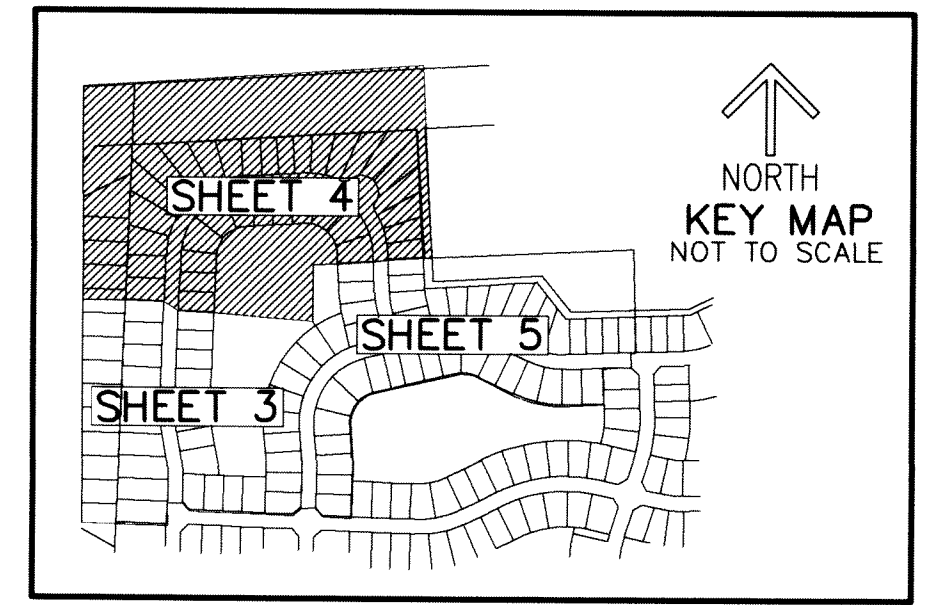 SHEET 4
NORTH
KEY MAP
NOT TO SCALE
SHEET 5
SHEET 3